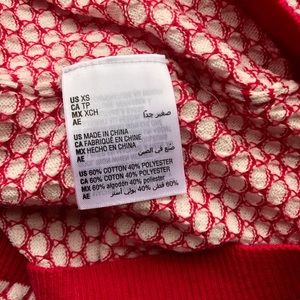 US XS
CA TP
MX XCH
AE صغير جداً
US MADE IN CHINA
CA FABRIQUÉ EN CHINE
MX HECHO EN CHINA
AE صنع في الصين
US 60% COTTON 40% POLYESTER
CA 60% COTON 40% POLYESTER
MX 60% algodón 40% poliéster
AE 60% قطن 40% بولي أستر